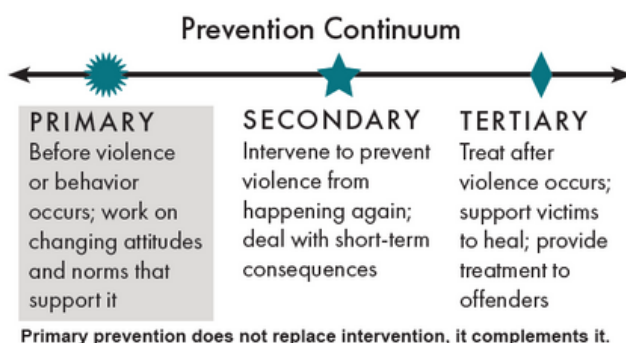 Prevention Continuum
PRIMARY
Before violence
or behavior
occurs; work on
changing attitudes
and norms that
support it
SECONDARY
Intervene to prevent
violence from
happening again;
deal with short-term
consequences
TERTIARY
Treat after
violence occurs;
support victims
to heal; provide
treatment to
offenders
Primary prevention does not replace intervention, it complements it.